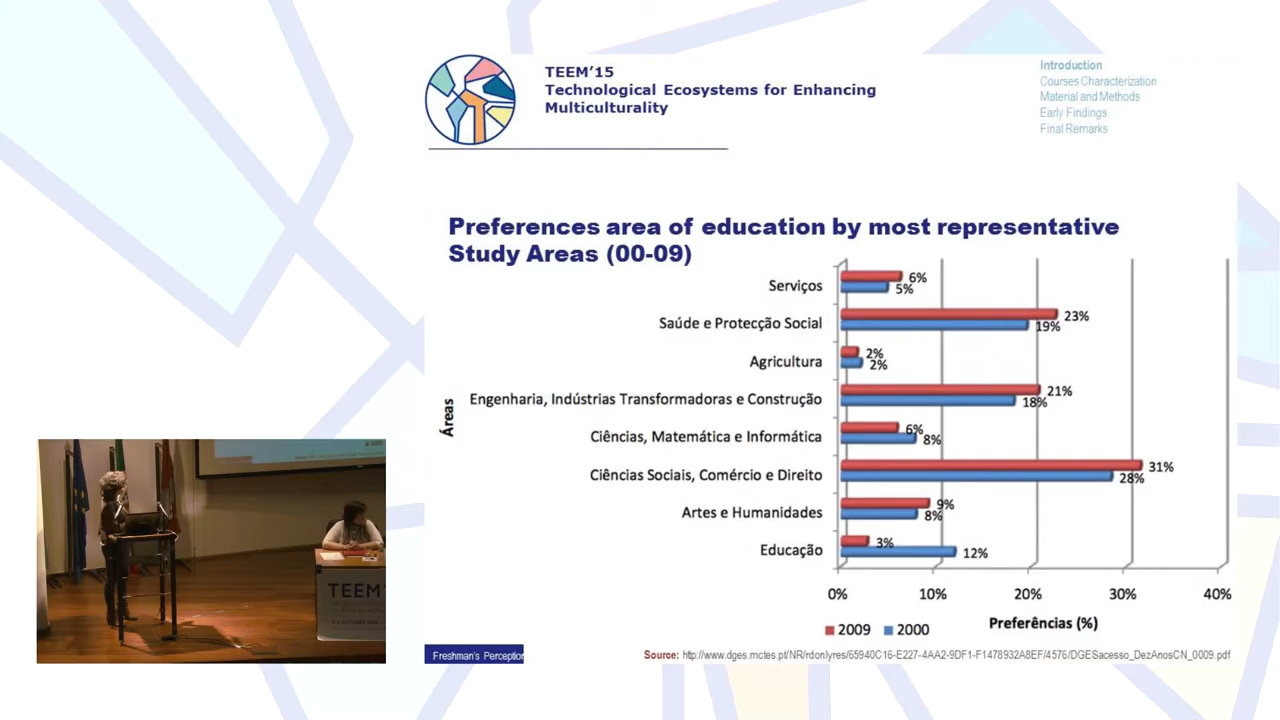 TEEM'15
Technological Ecosystems for Enhancing
Multiculturality
Introduction
Courses Characterization
Material and Methods
Early Findings
Final Remarks
Preferences area of education by most representative
Study Areas (00-09)
Áreas
Serviços
6%
5%
Saúde e Protecção Social
23%
19%
Agricultura
2%
2%
Engenharia, Indústrias Transformadoras e Construção
21%
18%
Ciências, Matemática e Informática
6%
8%
Ciências Sociais, Comércio e Direito
31%
28%
Artes e Humanidades
9%
8%
Educação
3%
12%
0% 10% 20% 30% 40%
2009 2000
Preferências (%)
Freshman's Perception
Source: http://www.dges.mctes.pt/NR/rdonlyres/65940C16-E227-4AA2-9DF1-F1478932A8EF/4576/DGESacesso_DezAnosCN_0009.pdf
TEEM